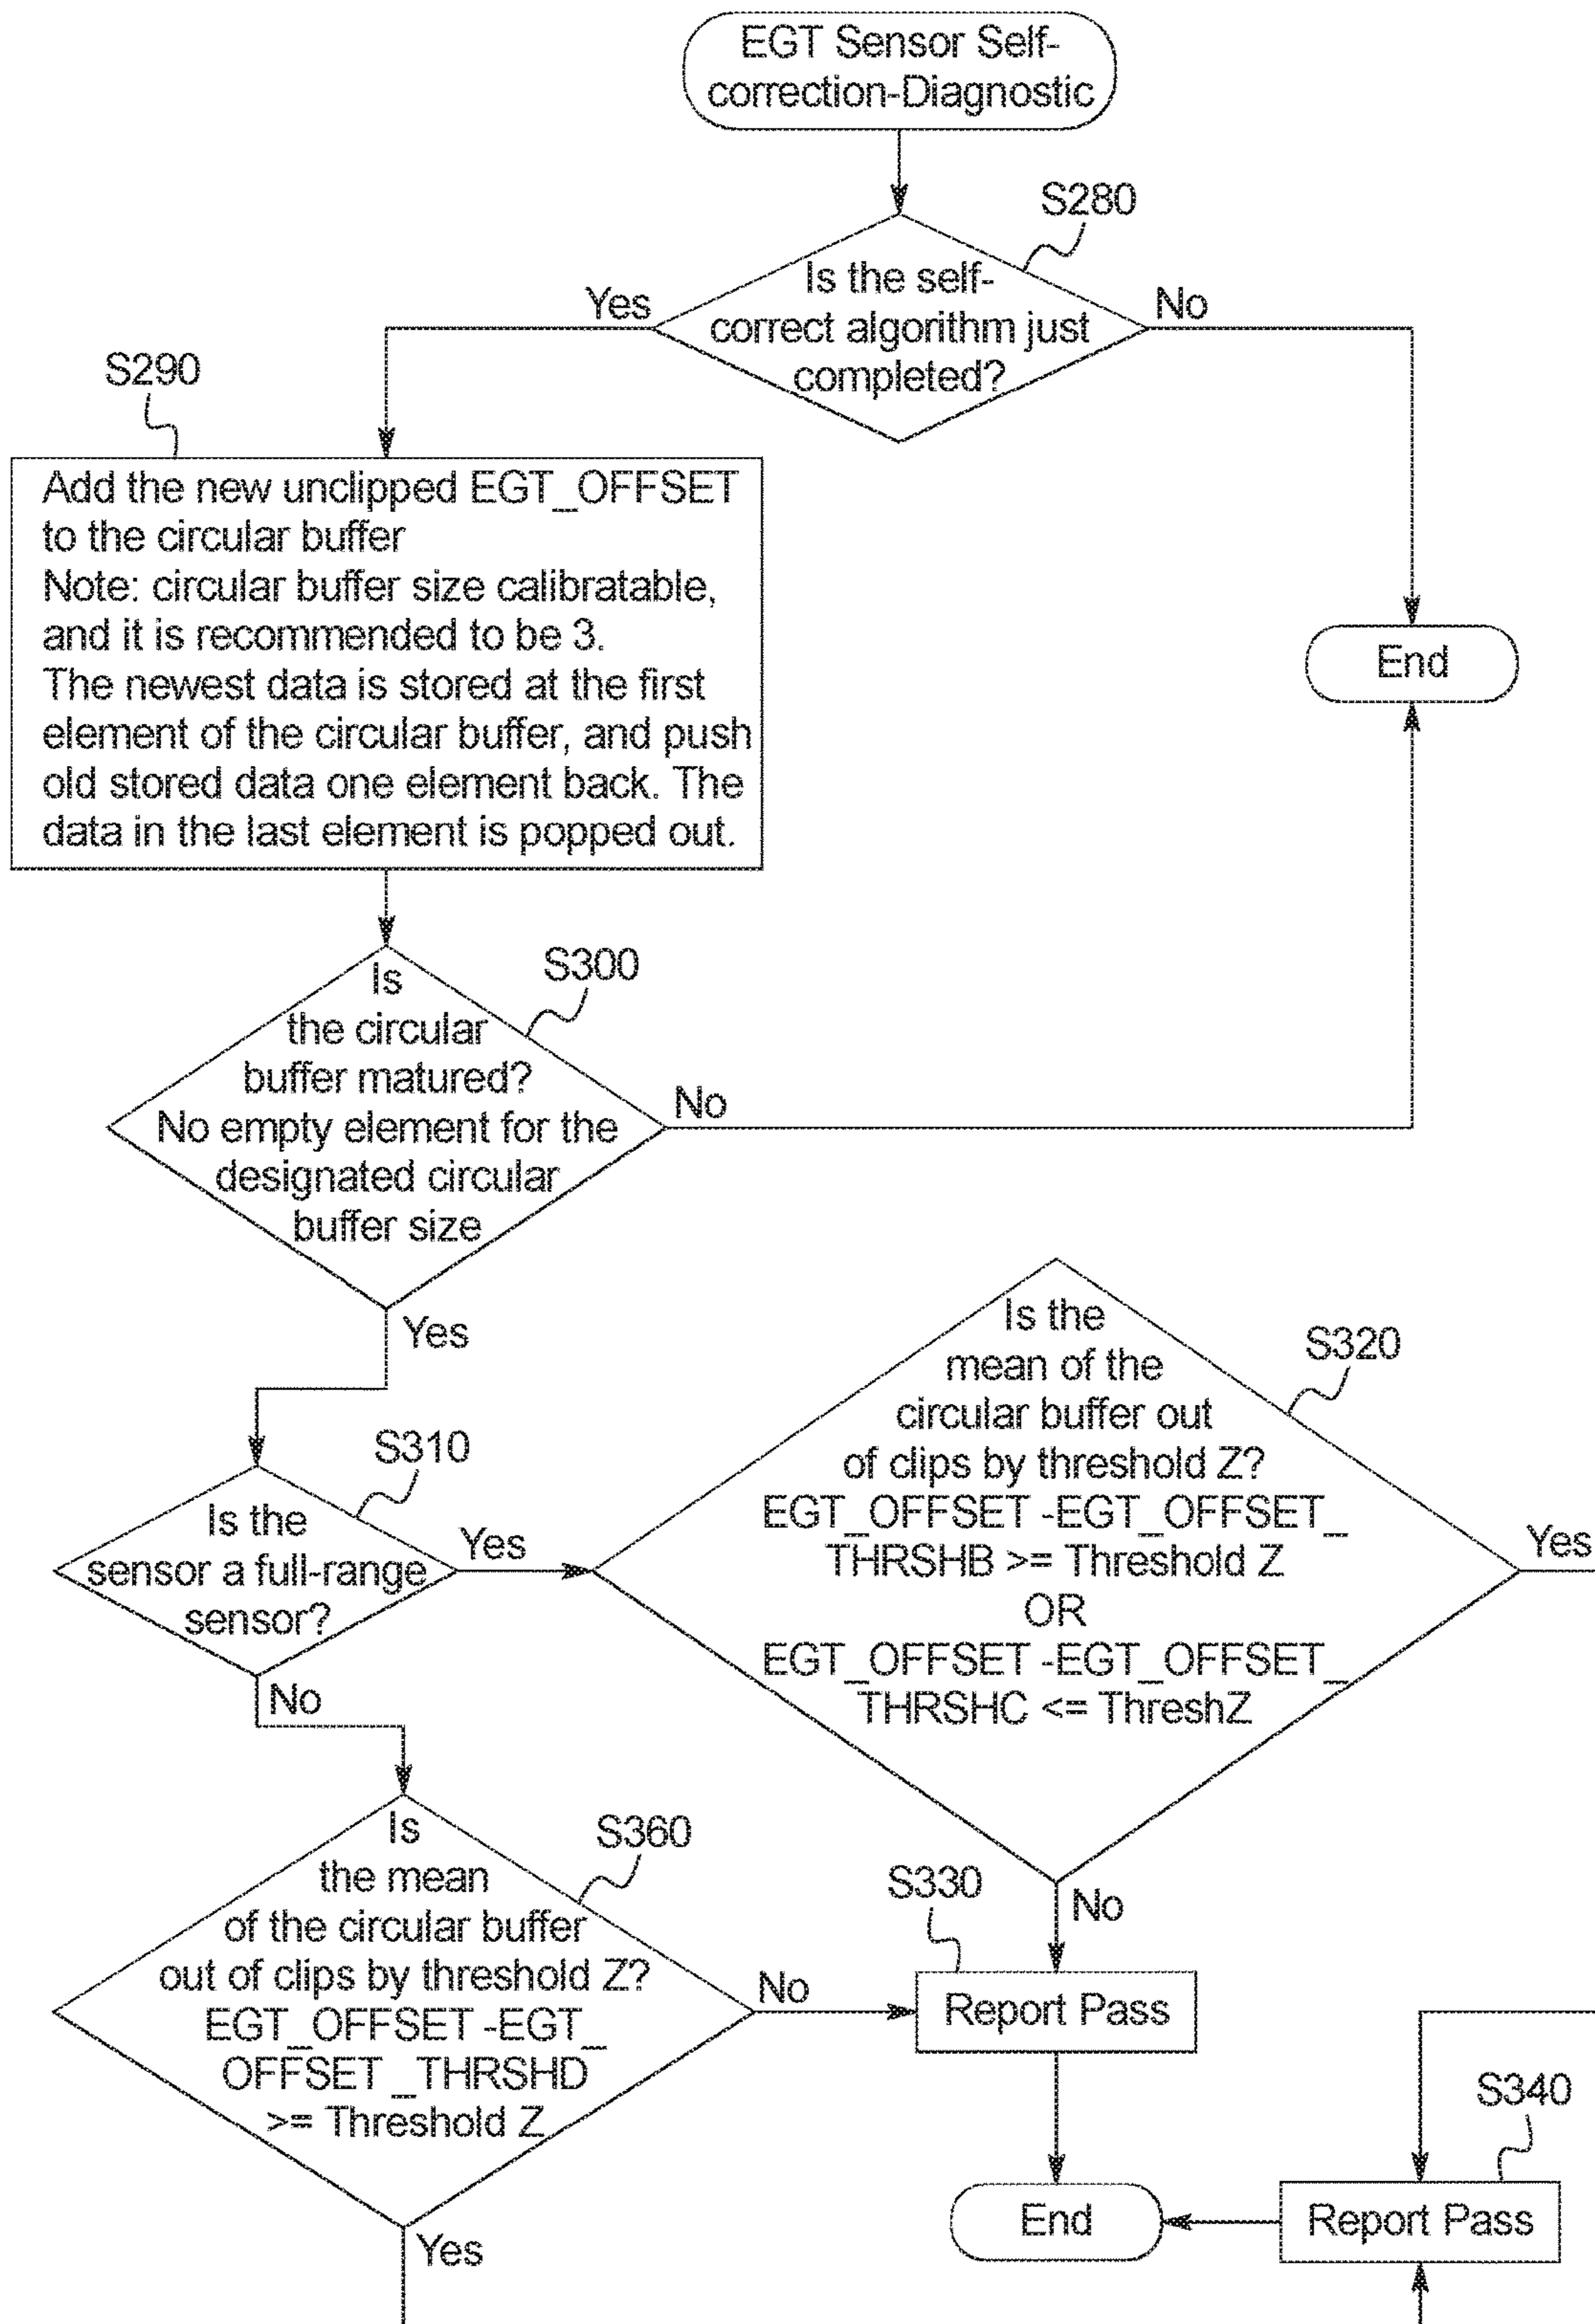 EGT Sensor Self-
correction-Diagnostic
S280
Is the self-
correct algorithm just
completed?
Yes
No
S290
Add the new unclipped EGT_OFFSET
to the circular buffer
Note: circular buffer size calibratable,
and it is recommended to be 3.
The newest data is stored at the first
element of the circular buffer, and push
old stored data one element back. The
data in the last element is popped out.
End
S300
Is
the circular
buffer matured?
No empty element for the
designated circular
buffer size
No
Yes
S310
Is the
sensor a full-range
sensor?
Yes
No
S320
Is the
mean of the
circular buffer out
of clips by threshold Z?
EGT_OFFSET -EGT_OFFSET_
THRSHB >= Threshold Z
OR
EGT_OFFSET -EGT_OFFSET_
THRSHC <= ThreshZ
Yes
No
S360
Is
the mean
of the circular buffer
out of clips by threshold Z?
EGT_OFFSET -EGT_
OFFSET _THRSHD
>= Threshold Z
No
Yes
S330
Report Pass
End
S340
Report Pass